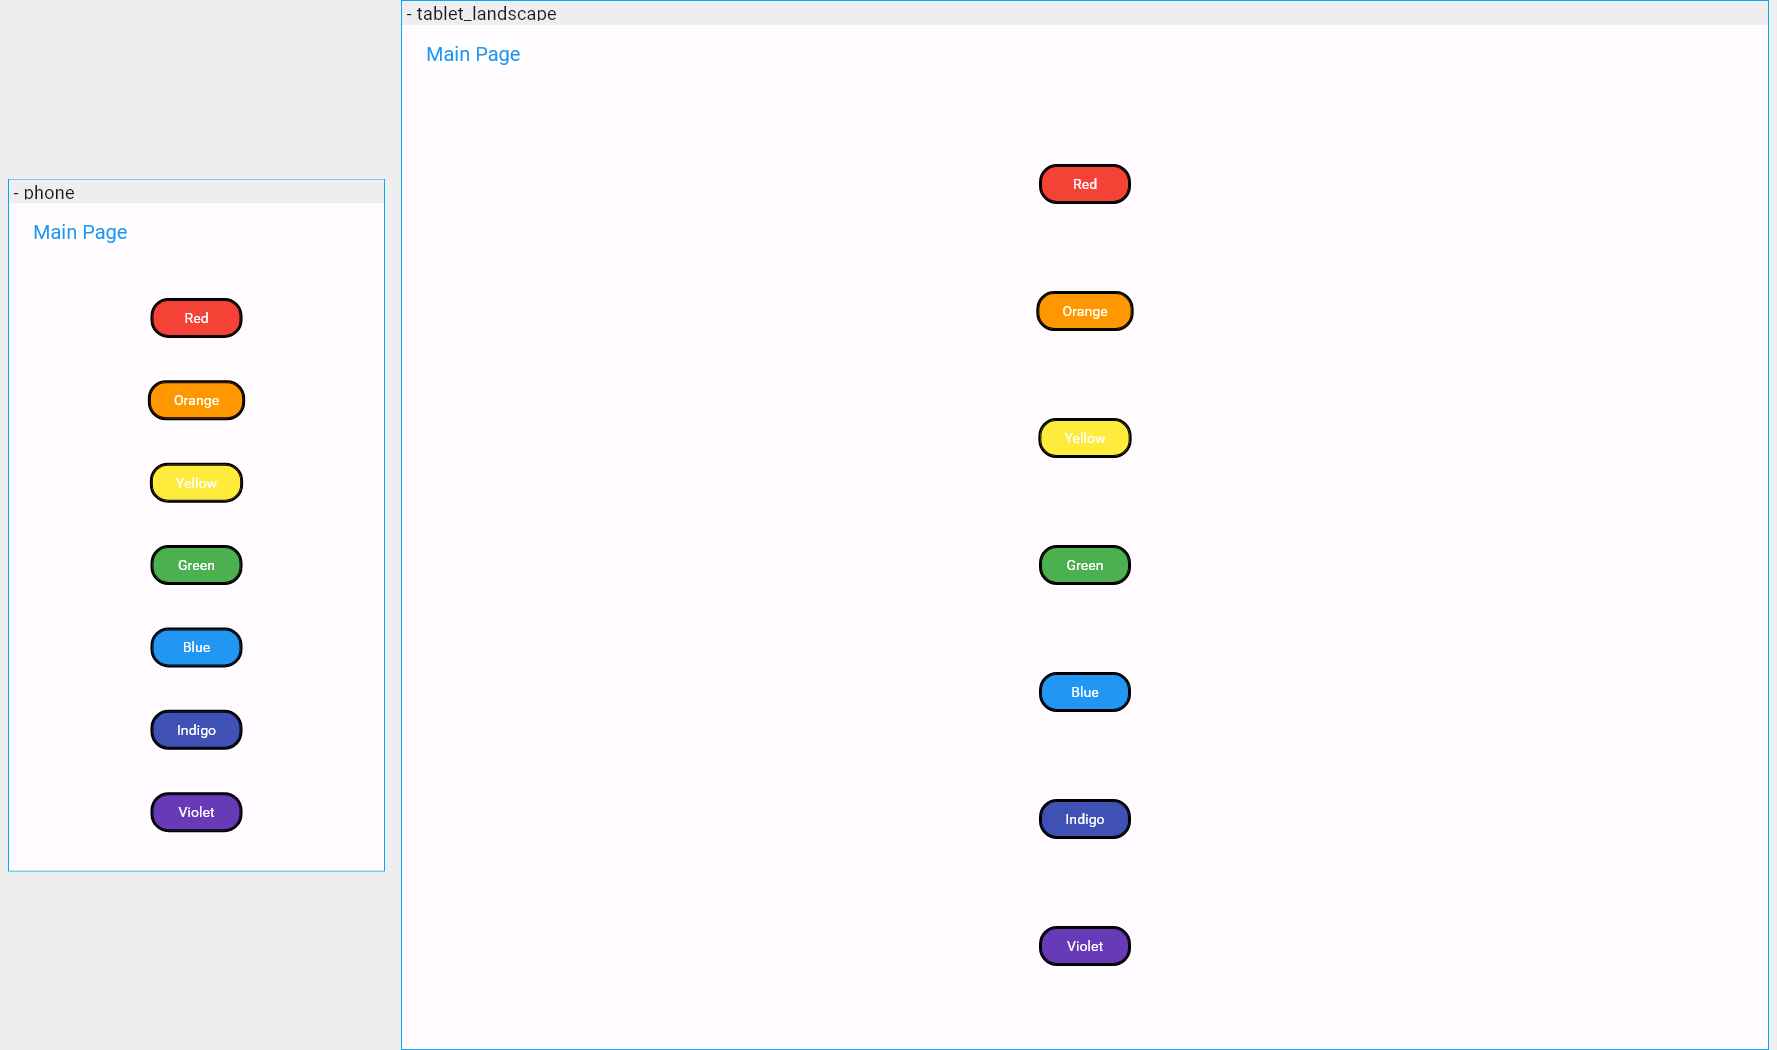 - phone
Main Page
Red
Orange
Yellow
Green
Blue
Indigo
Violet
- tablet_landscape
Main Page
Red
Orange
Yellow
Green
Blue
Indigo
Violet